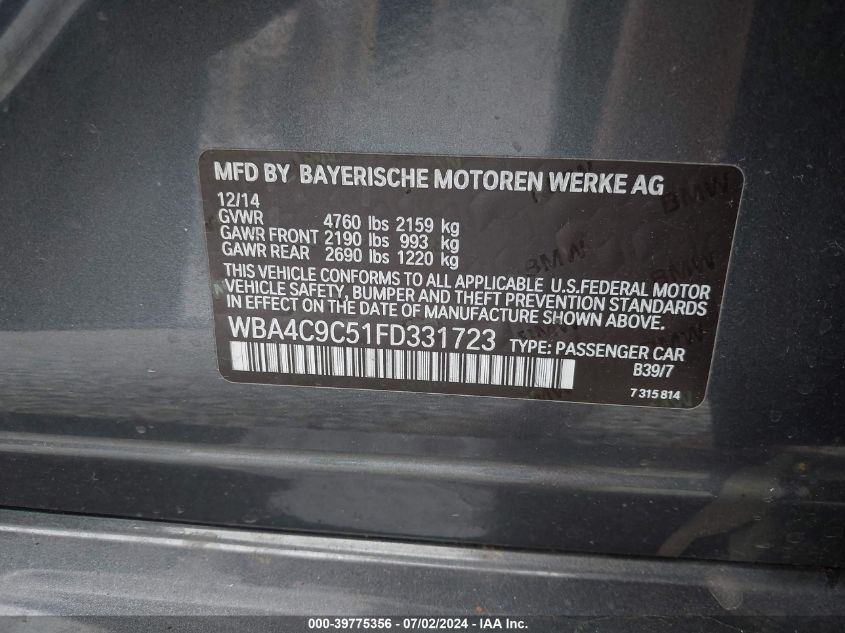 MFD BY BAYERISCHE MOTOREN WERKE AG
12/14
GVWR 4760 lbs 2159 kg
GAWR FRONT 2190 lbs 993 kg
GAWR REAR 2690 lbs 1220 kg
THIS VEHICLE CONFORMS TO ALL APPLICABLE U.S.FEDERAL MOTOR
VEHICLE SAFETY, BUMPER AND THEFT PREVENTION STANDARDS
IN EFFECT ON THE DATE OF MANUFACTURE SHOWN ABOVE.
WBA4C9C51FD331723 TYPE: PASSENGER CAR
B39/7
7 315 814
000-39775356 - 07/02/2024 - WWW.IAAI.COM